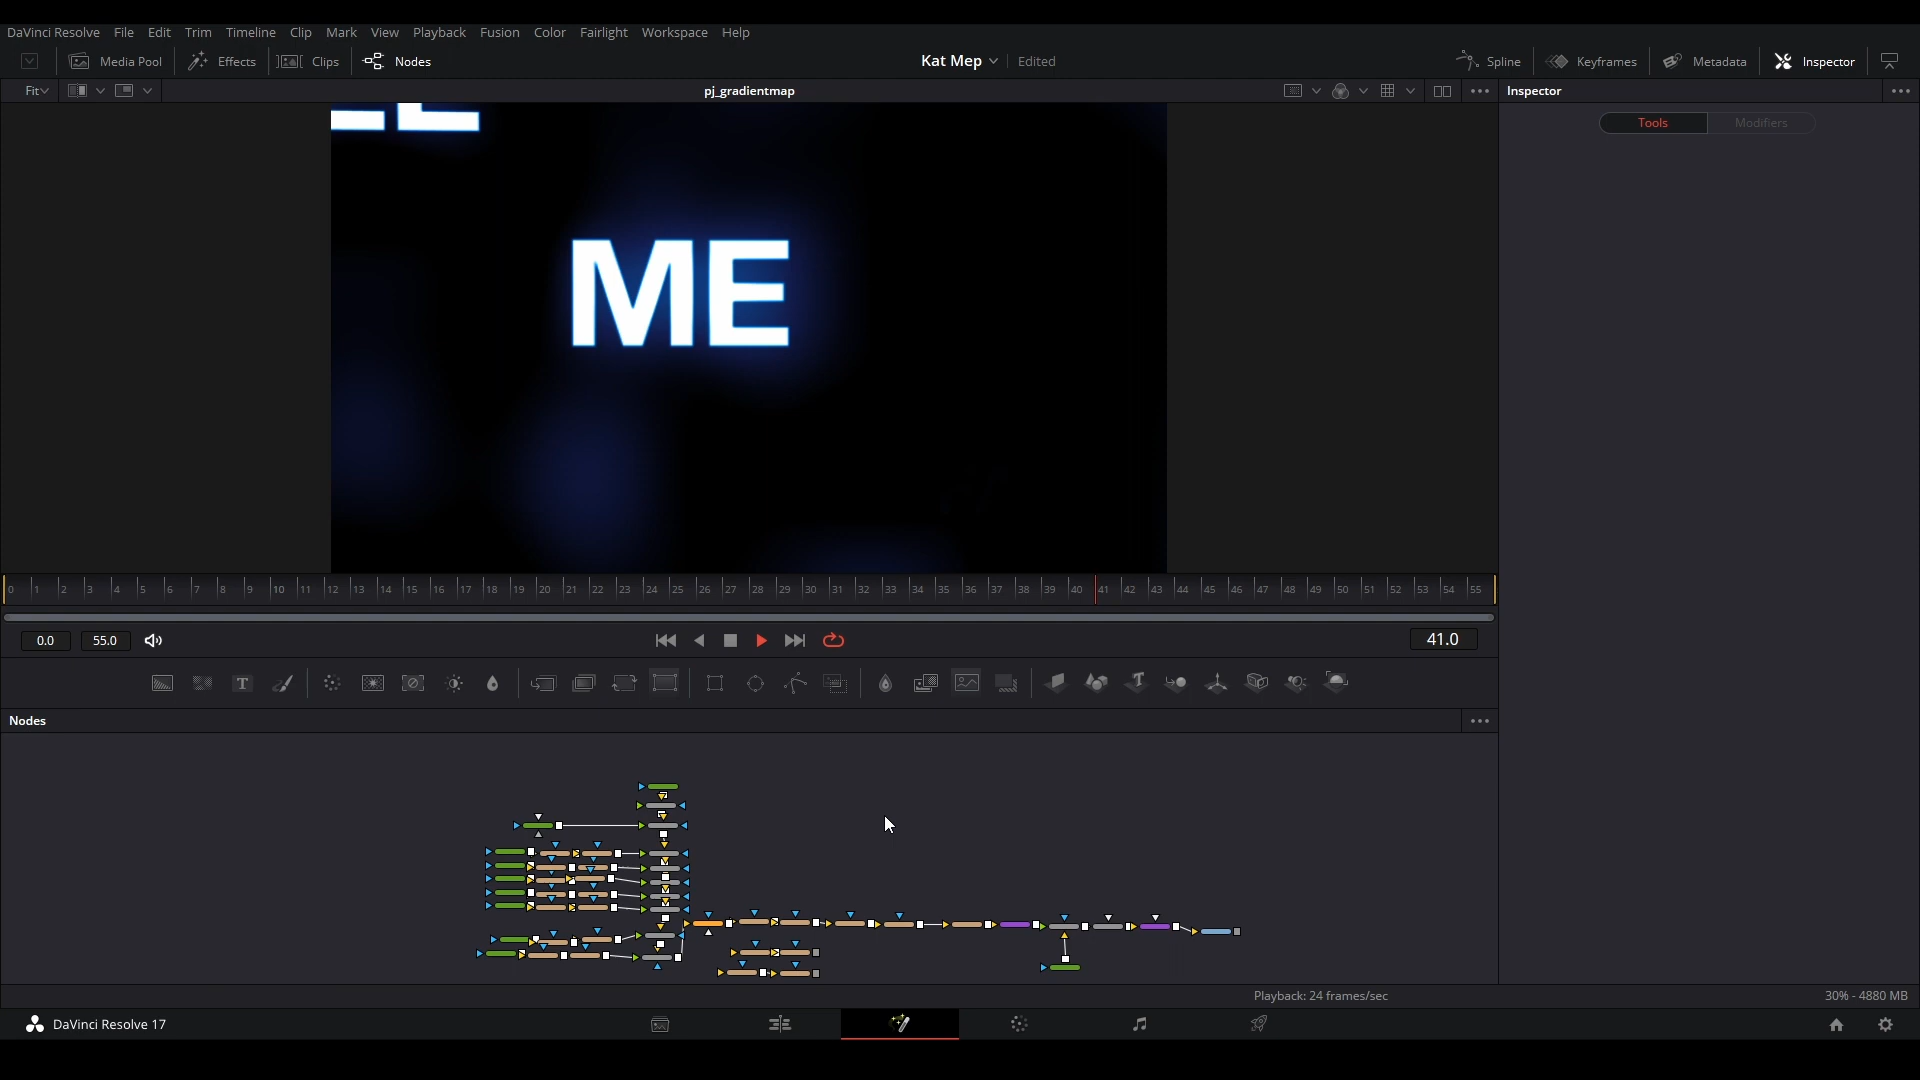 DaVinci Resolve File Edit Trim Timeline Clip Mark View Playback Fusion Color Fairlight Workspace Help
Media Pool Effects Clips Nodes Kat Mep Edited Spline Keyframes Metadata Inspector
Fit pj_gradientmap Inspector
Tools Modifiers
ME
0 1 2 3 4 5 6 7 8 9 10 11 12 13 14 15 16 17 18 19 20 21 22 23 24 25 26 27 28 29 30 31 32 33 34 35 36 37 38 39 40 41 42 43 44 45 46 47 48 49 50 51 52 53 54 55
0.0 55.0 41.0
Nodes
Playback: 24 frames/sec 30% - 4880 MB
DaVinci Resolve 17